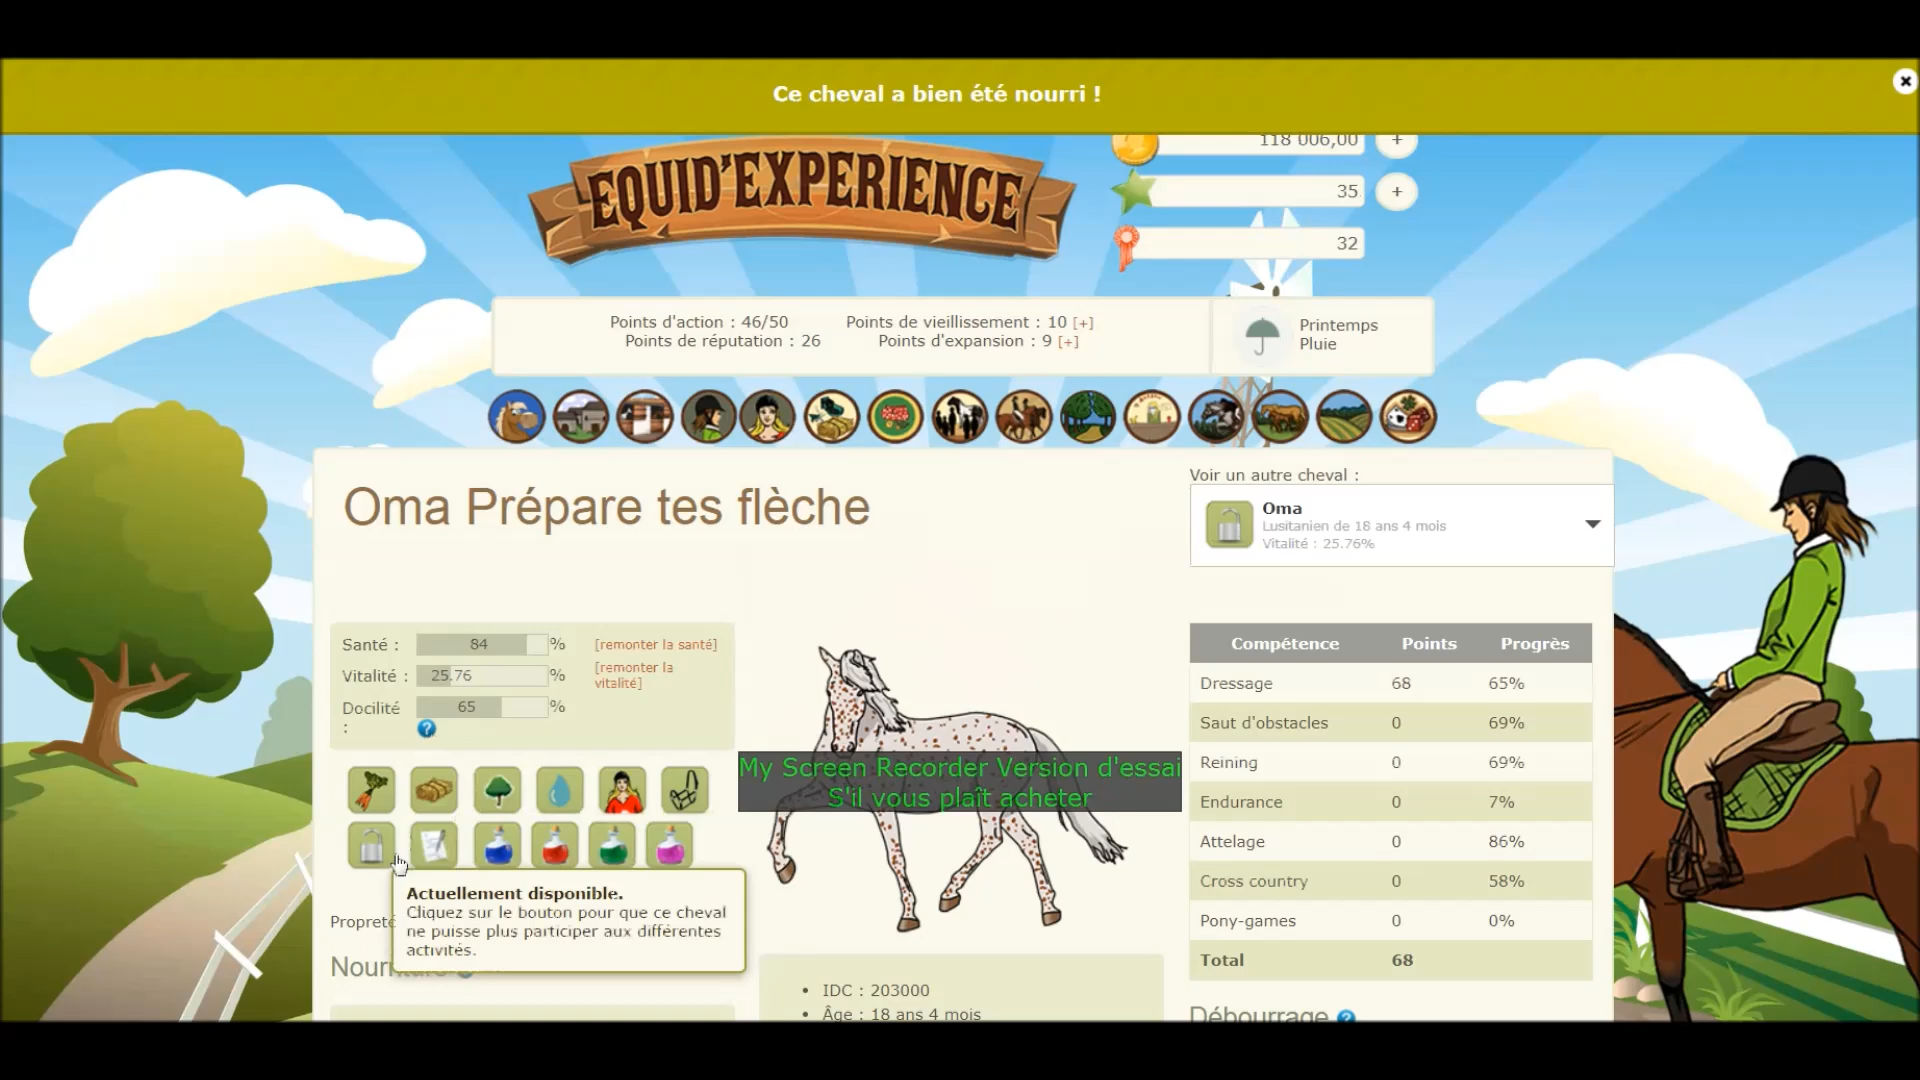 Ce cheval a bien été nourri !
118 006,00
+
EQUID'EXPERIENCE
35
+
32
Points d'action : 46/50
Points de vieillissement : 10 [+]
Points de réputation : 26
Points d'expansion : 9 [+]
Printemps
Pluie
Oma Prépare tes flèche
Voir un autre cheval :
Oma
Lusitanien de 18 ans 4 mois
Vitalité : 25.76%
Santé : 84 % [remonter la santé]
Vitalité : 25.76 % [remonter la
vitalité]
Docilité 65 %
:
My Screen Recorder Version d'essai
S'il vous plaît acheter
Actuellement disponible.
Cliquez sur le bouton pour que ce cheval
ne puisse plus participer aux différentes
activités.
Propreté
IDC : 203000
Âge : 18 ans 4 mois
Compétence Points Progrès
Dressage 68 65%
Saut d'obstacles 0 69%
Reining 0 69%
Endurance 0 7%
Attelage 0 86%
Cross country 0 58%
Pony-games 0 0%
Total 68
Débourrage